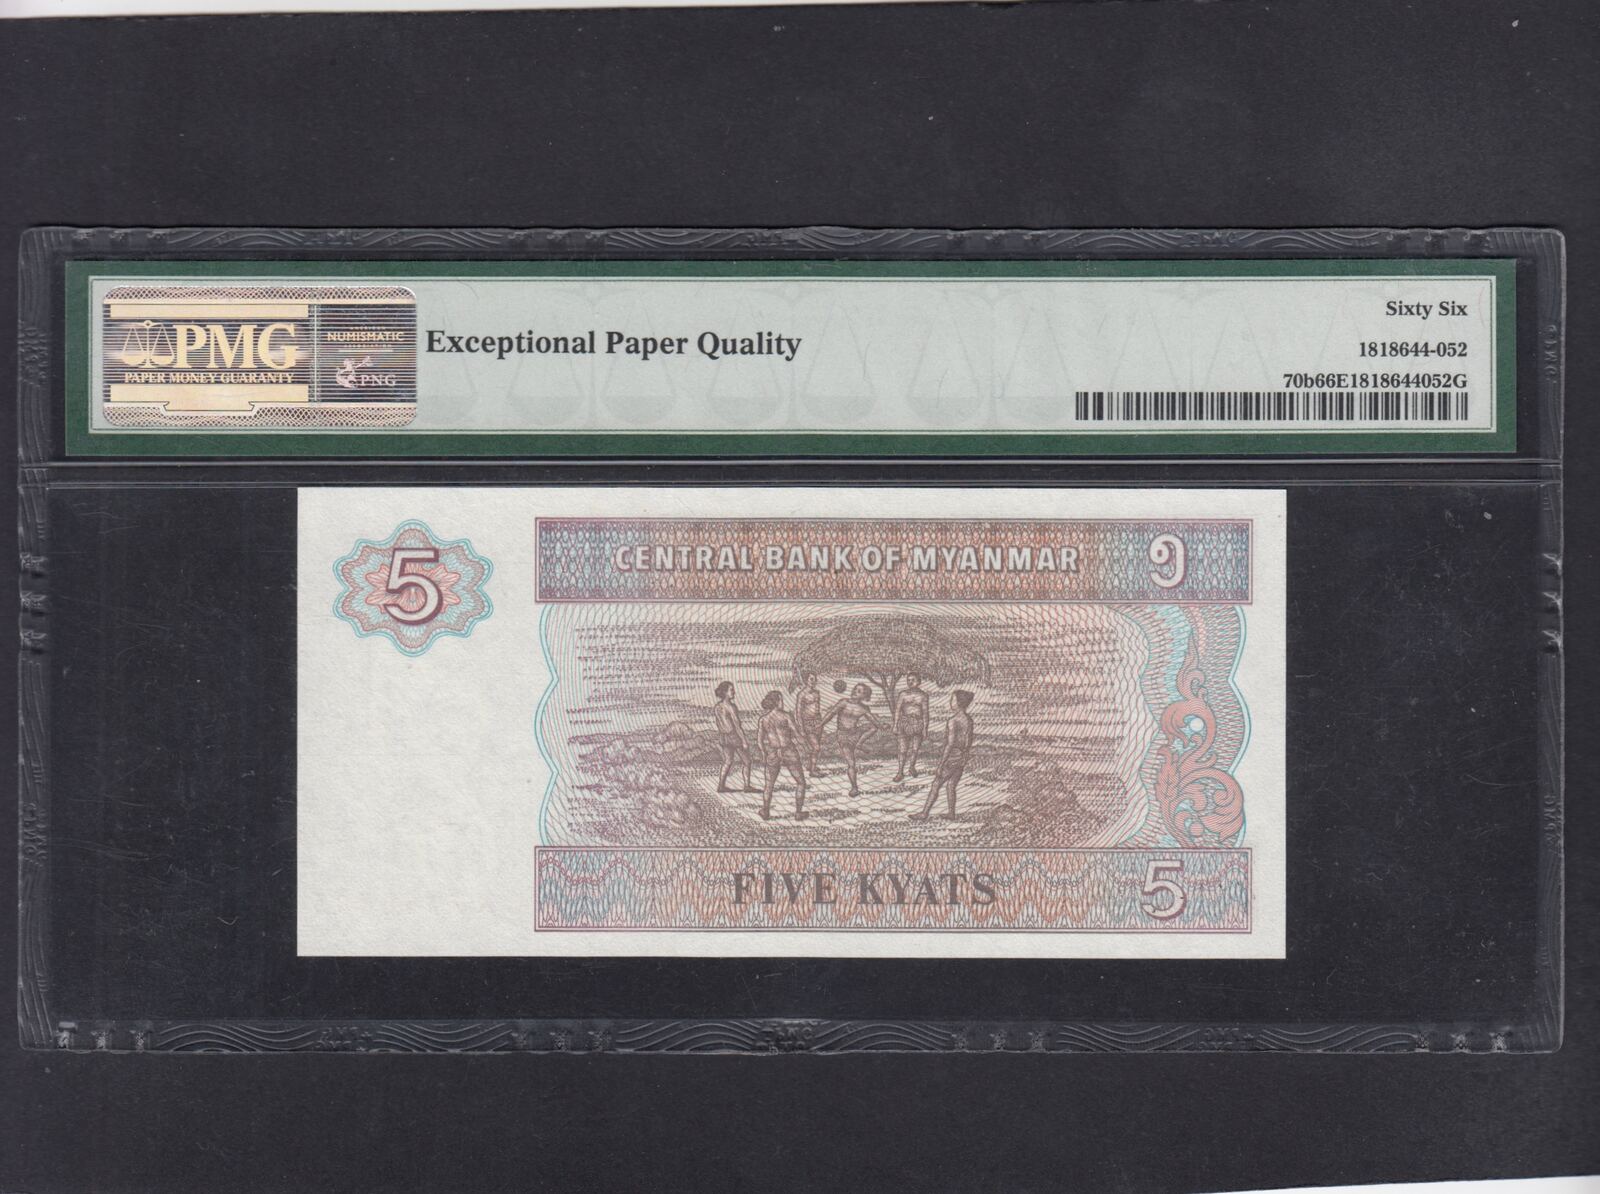 PMG
PAPER MONEY GUARANTY
NUMISMATIC
PNG
Exceptional Paper Quality
Sixty Six
1818644-052
70b66E1818644052G
5
CENTRAL BANK OF MYANMAR
၅
FIVE KYATS
5